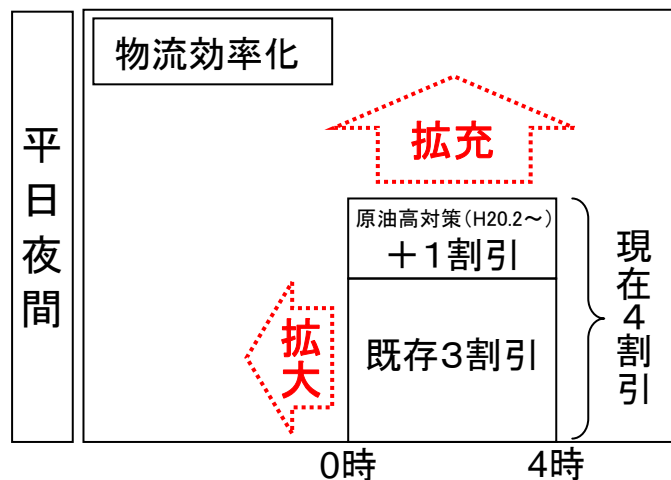 平日夜間
物流効率化
拡充
原油高対策(H20.2～)
＋１割引
既存３割引
拡大
現在４割引
0時
4時